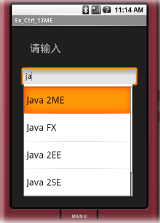 11:14 AM
Ex_Ctrl_13ME
请输入
ja
Java 2ME
Java FX
Java 2EE
Java 2SE
MENU